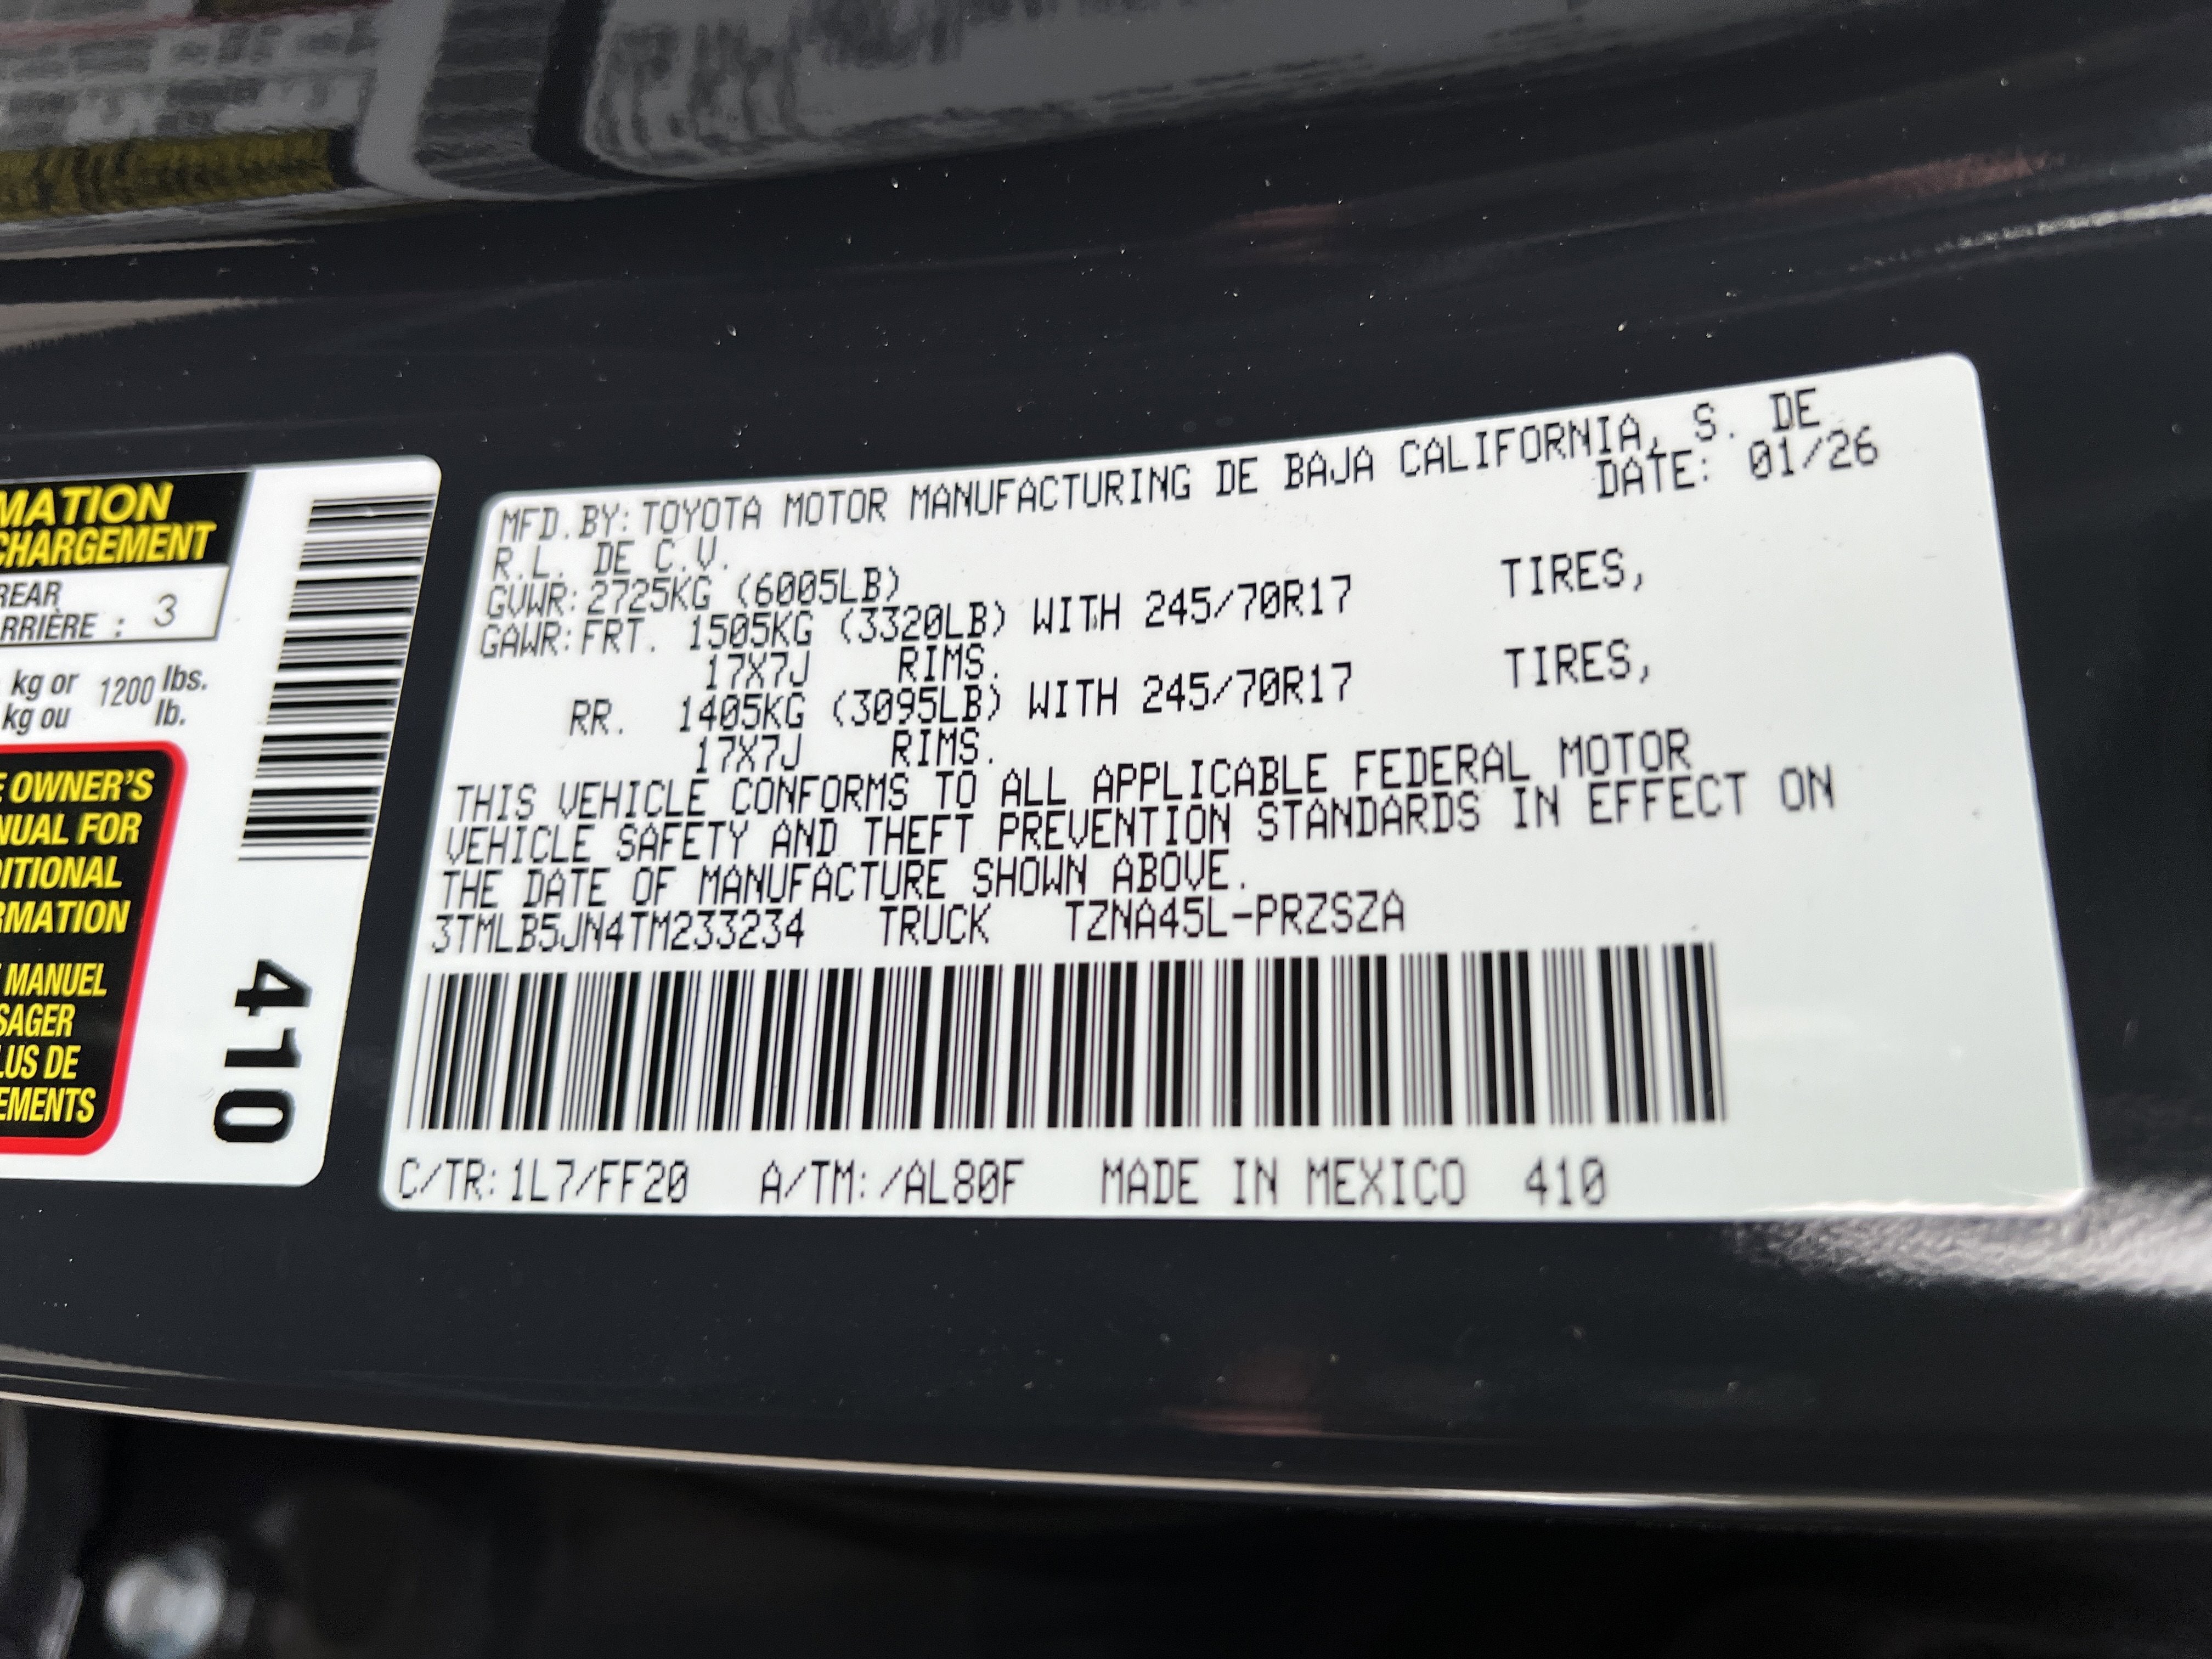 MATION
CHARGEMENT
REAR
RRIÈRE : 3
kg or 1200 lbs.
kg ou lb.
E OWNER'S
NUAL FOR
DITIONAL
RMATION
MANUEL
SAGER
LUS DE
EMENTS
410
MFD.BY:TOYOTA MOTOR MANUFACTURING DE BAJA CALIFORNIA, S. DE
R.L. DE C.V. DATE: 01/26
GVWR:2725KG (6005LB)
GAWR:FRT. 1505KG (3320LB) WITH 245/70R17 TIRES,
17X7J RIMS.
RR. 1405KG (3095LB) WITH 245/70R17 TIRES,
17X7J RIMS.
THIS VEHICLE CONFORMS TO ALL APPLICABLE FEDERAL MOTOR
VEHICLE SAFETY AND THEFT PREVENTION STANDARDS IN EFFECT ON
THE DATE OF MANUFACTURE SHOWN ABOVE.
3TMLB5JN4TM233234 TRUCK TZNA45L-PRZSZA
C/TR:1L7/FF20 A/TM:/AL80F MADE IN MEXICO 410